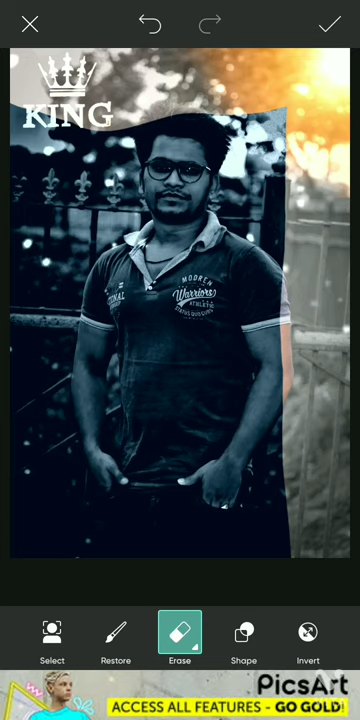 KING
MODREN
Warriors
ATHLETIC
Select
Restore
Erase
Shape
Invert
PicsArt
ACCESS ALL FEATURES - GO GOLD!